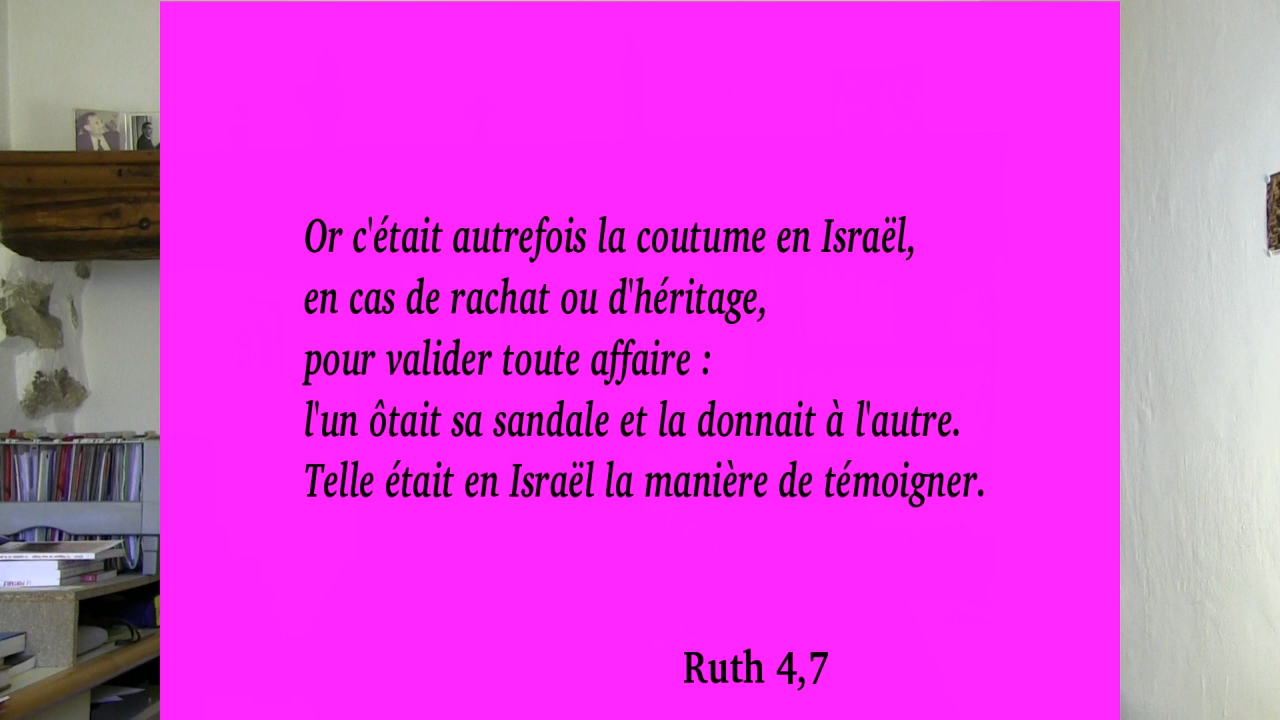 Or c'était autrefois la coutume en Israël,
en cas de rachat ou d'héritage,
pour valider toute affaire :
l'un ôtait sa sandale et la donnait à l'autre.
Telle était en Israël la manière de témoigner.
Ruth 4,7